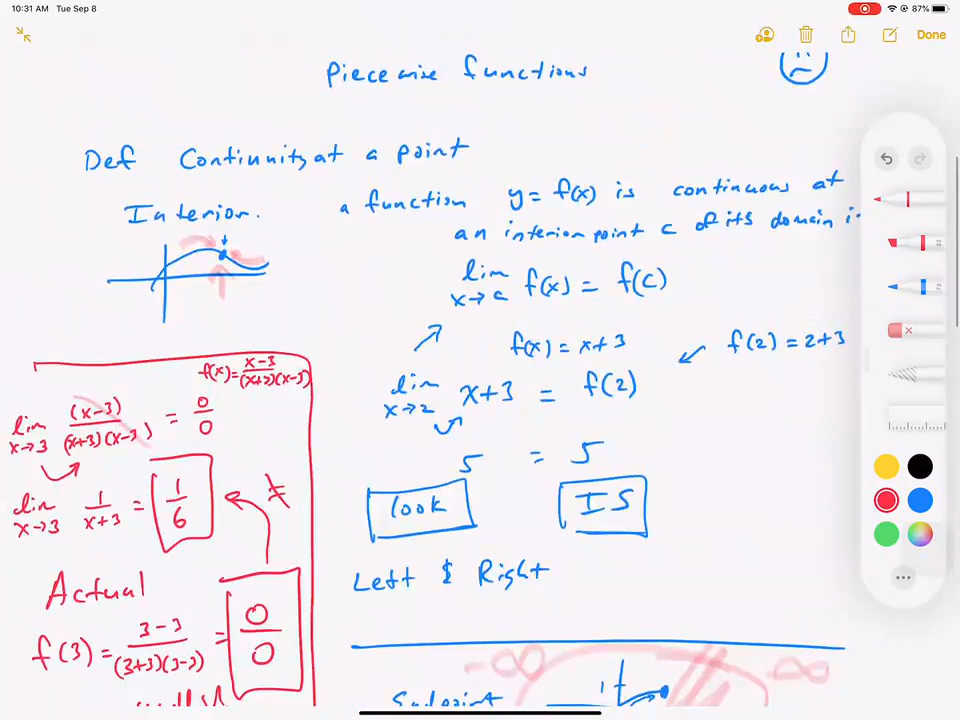 10:31 AM Tue Sep 8
87%
Done
Piecewise functions
Def Continuity at a point
Interior.
a function y = f(x) is continuous at
an interior point c of its domain i
lim x→c f(x) = f(c)
f(x) = x+3
f(2) = 2+3
lim x→2 x+3 = f(2)
5 = 5
look
IS
Left & Right
f(x) = x-3 / (x+3)(x-3)
lim x→3 (x-3) / (x+3)(x-3) = 0/0
lim x→3 1 / x+3 = 1/6
≠
Actual
f(3) = 3-3 / (3+3)(3-3) = 0/0
-∞
∞
Endpoint
1